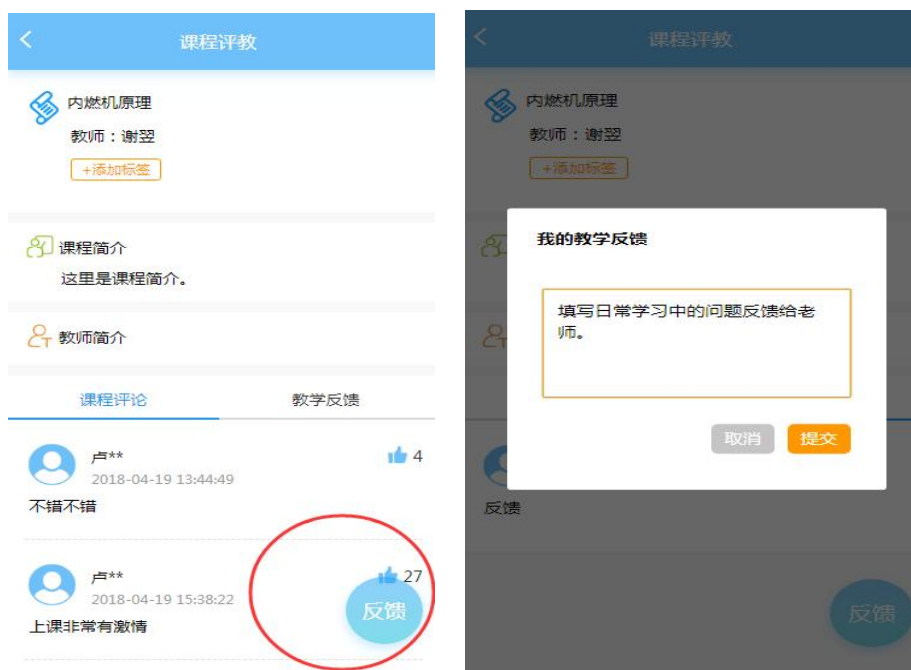 课程评教
内燃机原理
教师：谢翌
+添加标签
课程简介
这里是课程简介。
教师简介
课程评论 教学反馈
卢** 4
2018-04-19 13:44:49
不错不错
卢** 27
2018-04-19 15:38:22
反馈
上课非常有激情
课程评教
内燃机原理
教师：谢翌
+添加标签
我的教学反馈
填写日常学习中的问题反馈给老
师。
取消 提交
反馈
反馈